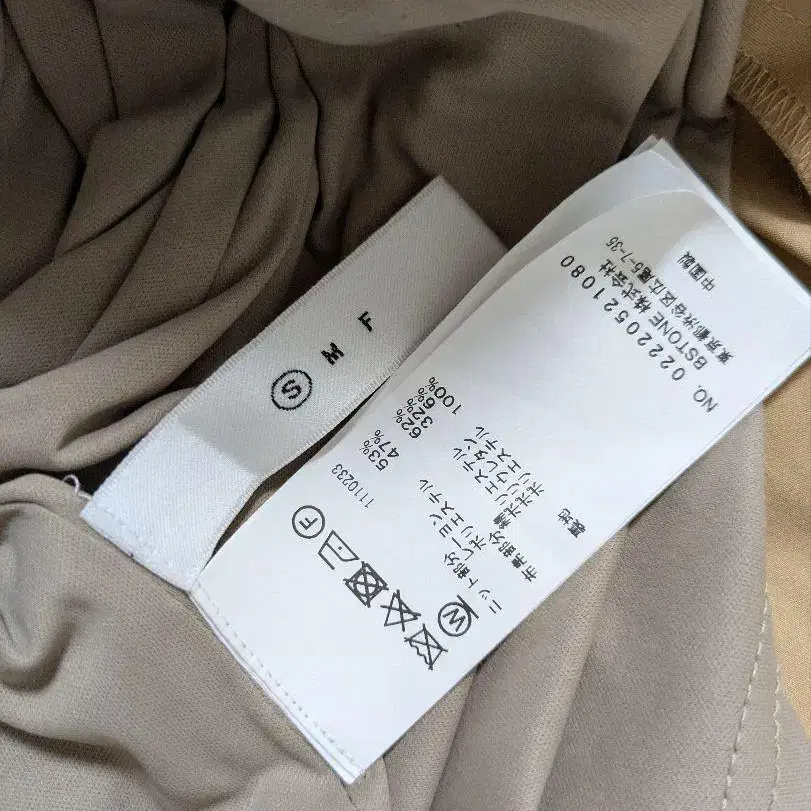 S
M
F
1110233
F
W
ニット部分
レーヨン 53%
ポリエステル 47%
布帛部分 綿 62%
ポリエステル 32%
ポリウレタン 6%
裏地 ポリエステル 100%
NO. 02220521080
BSTONE 株式会社
東京都渋谷区広尾5-7-35
中国製